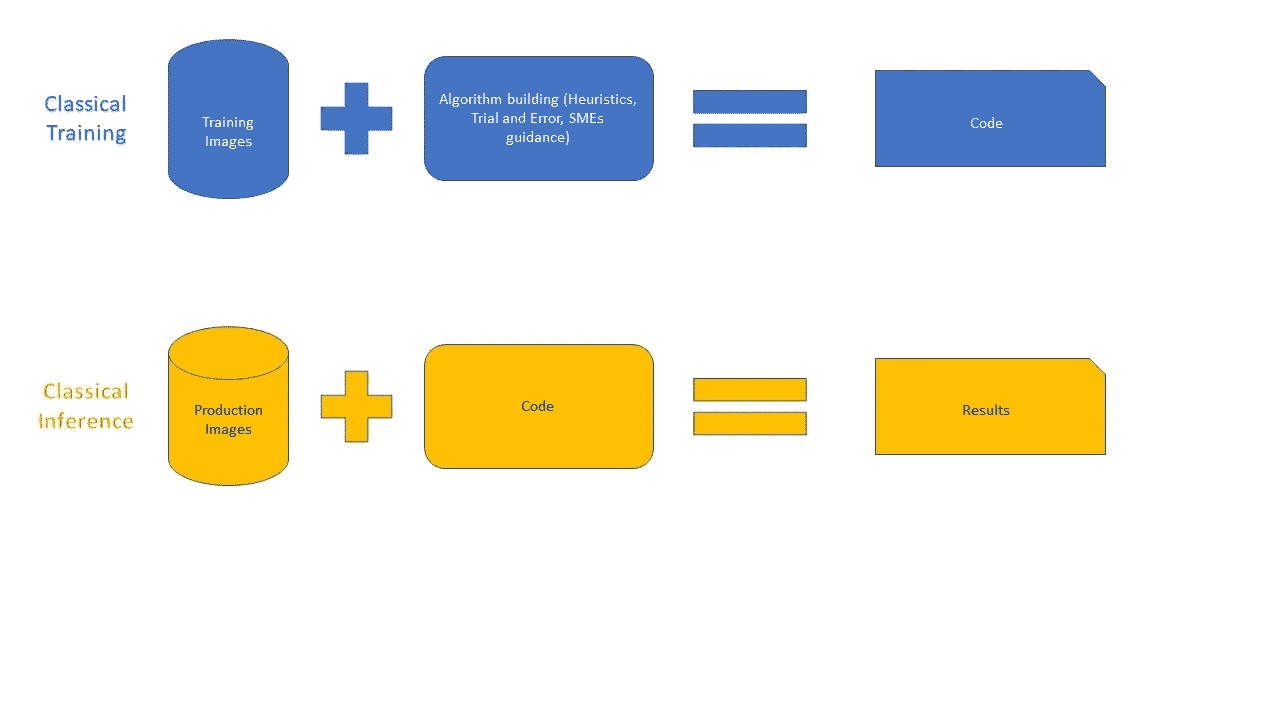 Classical
Training
Training
Images
Algorithm building (Heuristics,
Trial and Error, SMEs
guidance)
Code
Classical
Inference
Production
Images
Code
Results